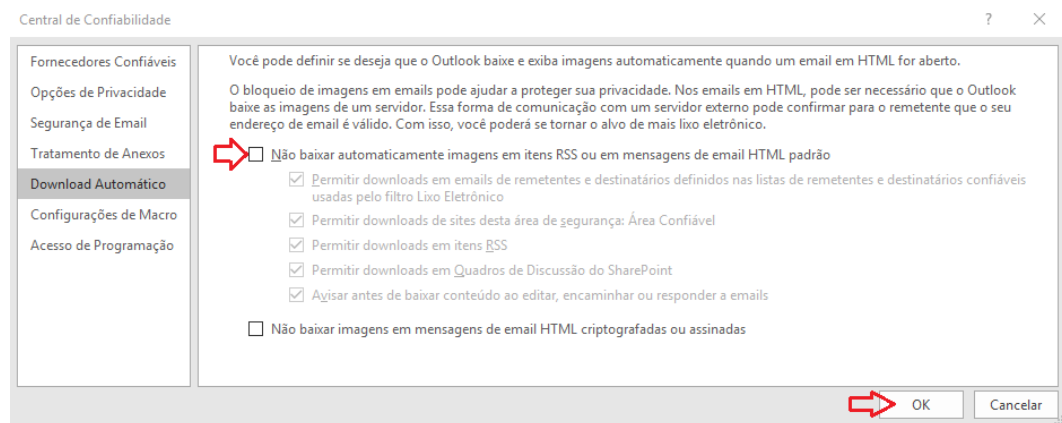 Central de Confiabilidade
?
Fornecedores Confiáveis
Opções de Privacidade
Segurança de Email
Tratamento de Anexos
Download Automático
Configurações de Macro
Acesso de Programação
Você pode definir se deseja que o Outlook baixe e exiba imagens automaticamente quando um email em HTML for aberto.
O bloqueio de imagens em emails pode ajudar a proteger sua privacidade. Nos emails em HTML, pode ser necessário que o Outlook
baixe as imagens de um servidor. Essa forma de comunicação com um servidor externo pode confirmar para o remetente que o seu
endereço de email é válido. Com isso, você poderá se tornar o alvo de mais lixo eletrônico.
Não baixar automaticamente imagens em itens RSS ou em mensagens de email HTML padrão
Permitir downloads em emails de remetentes e destinatários definidos nas listas de remetentes e destinatários confiáveis
usadas pelo filtro Lixo Eletrônico
Permitir downloads de sites desta área de segurança: Área Confiável
Permitir downloads em itens RSS
Permitir downloads em Quadros de Discussão do SharePoint
Avisar antes de baixar conteúdo ao editar, encaminhar ou responder a emails
Não baixar imagens em mensagens de email HTML criptografadas ou assinadas
OK
Cancelar